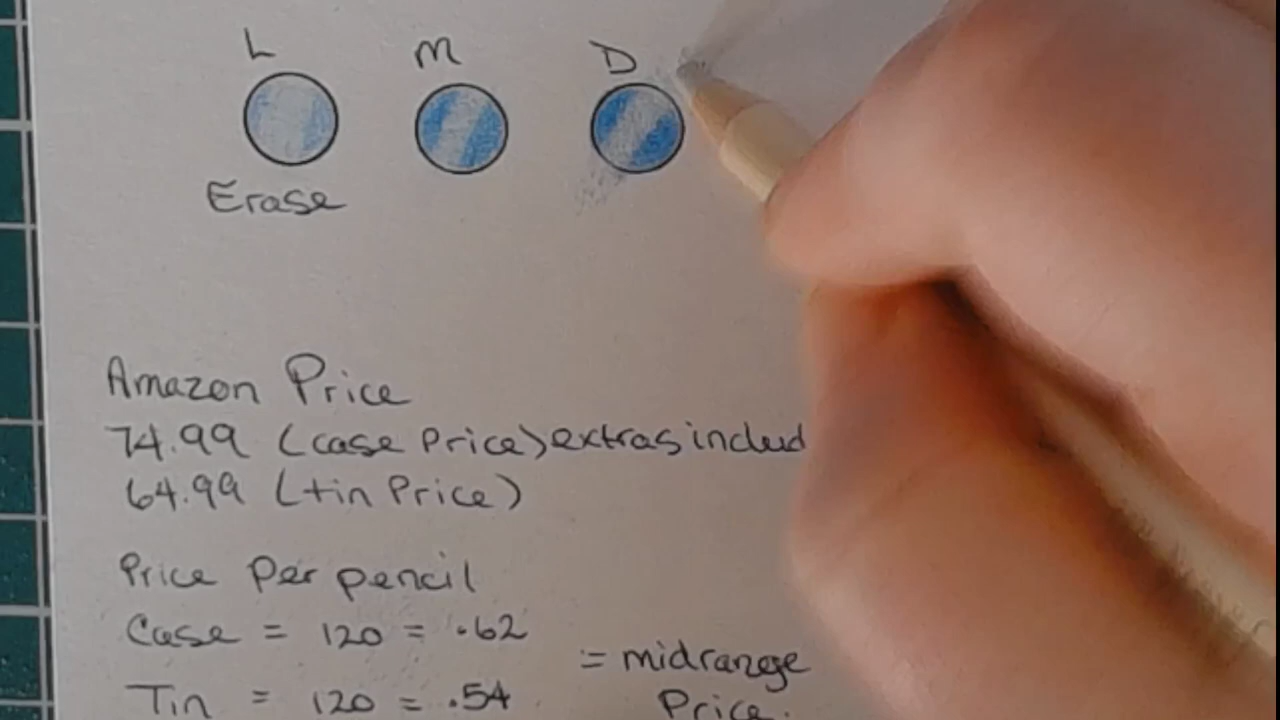 L M D
Erase
Amazon Price
74.99 (case Price) extras includ
64.99 (tin Price)
Price Per pencil
Case = 120 = .62
Tin = 120 = .54
= midrange
Price.